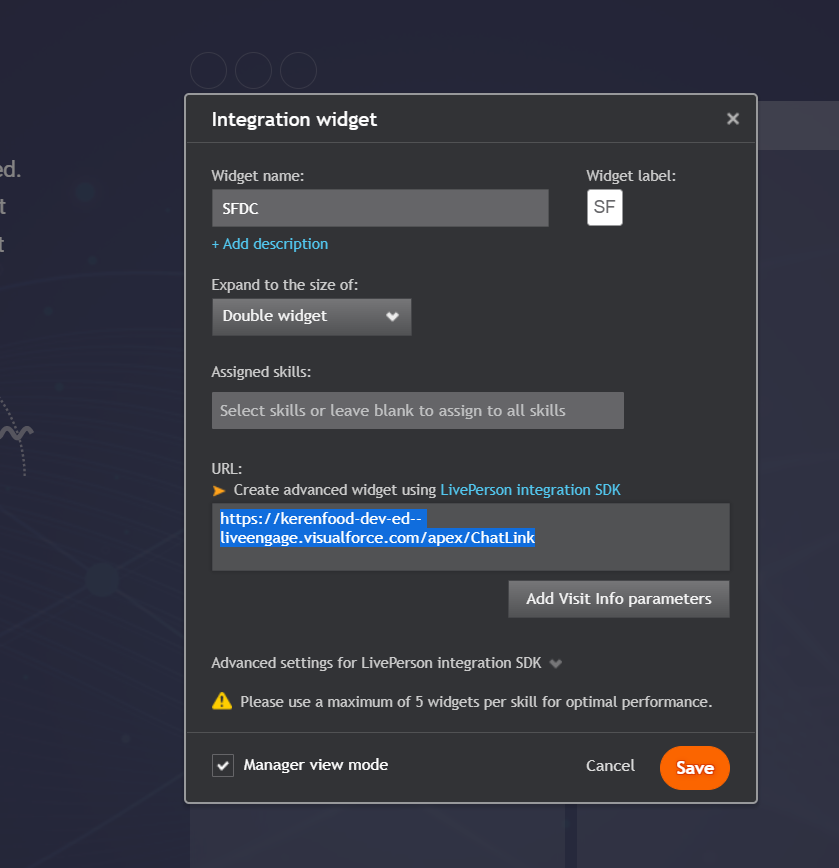 Integration widget
Widget name:
Widget label:
SFDC
SF
+ Add description
Expand to the size of:
Double widget
Assigned skills:
Select skills or leave blank to assign to all skills
URL:
Create advanced widget using LivePerson integration SDK
https://kerenfood-dev-ed--
liveengage.visualforce.com/apex/ChatLink
Add Visit Info parameters
Advanced settings for LivePerson integration SDK
Please use a maximum of 5 widgets per skill for optimal performance.
Manager view mode
Cancel
Save